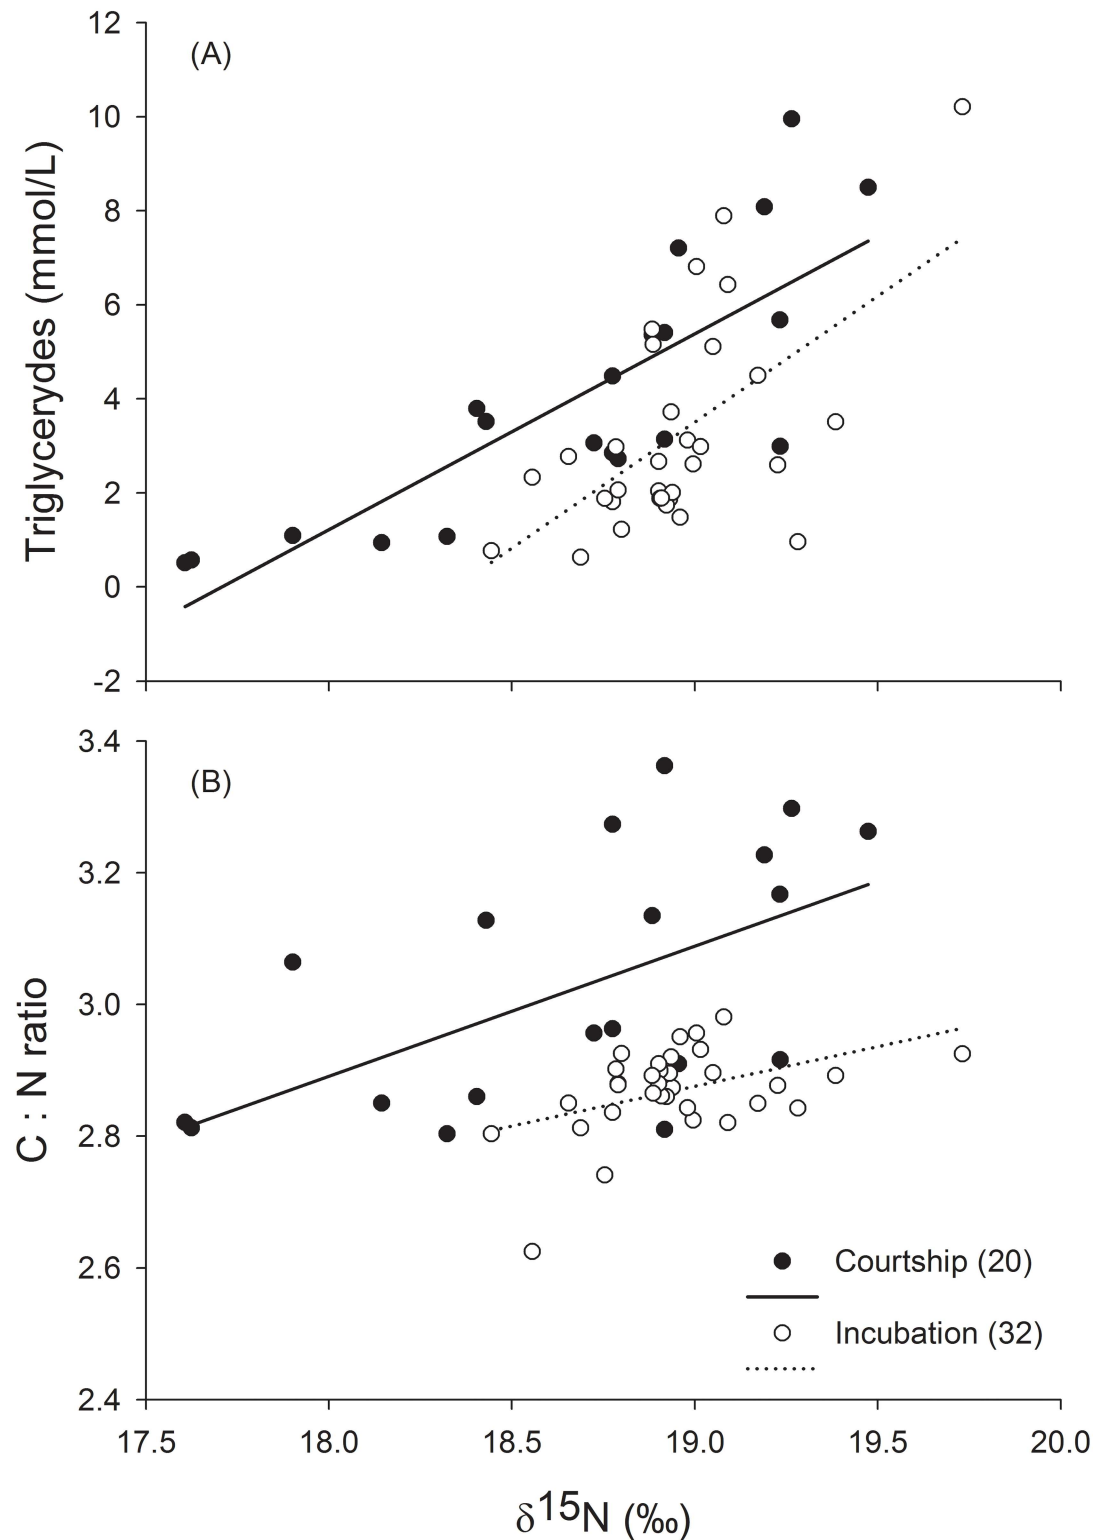 (A)
12
10
8
6
4
2
0
-2
Triglycerydes (mmol/L)
(B)
3.4
3.2
3.0
2.8
2.6
2.4
C : N ratio
Courtship (20)
Incubation (32)
17.5 18.0 18.5 19.0 19.5 20.0
δ15N (‰)